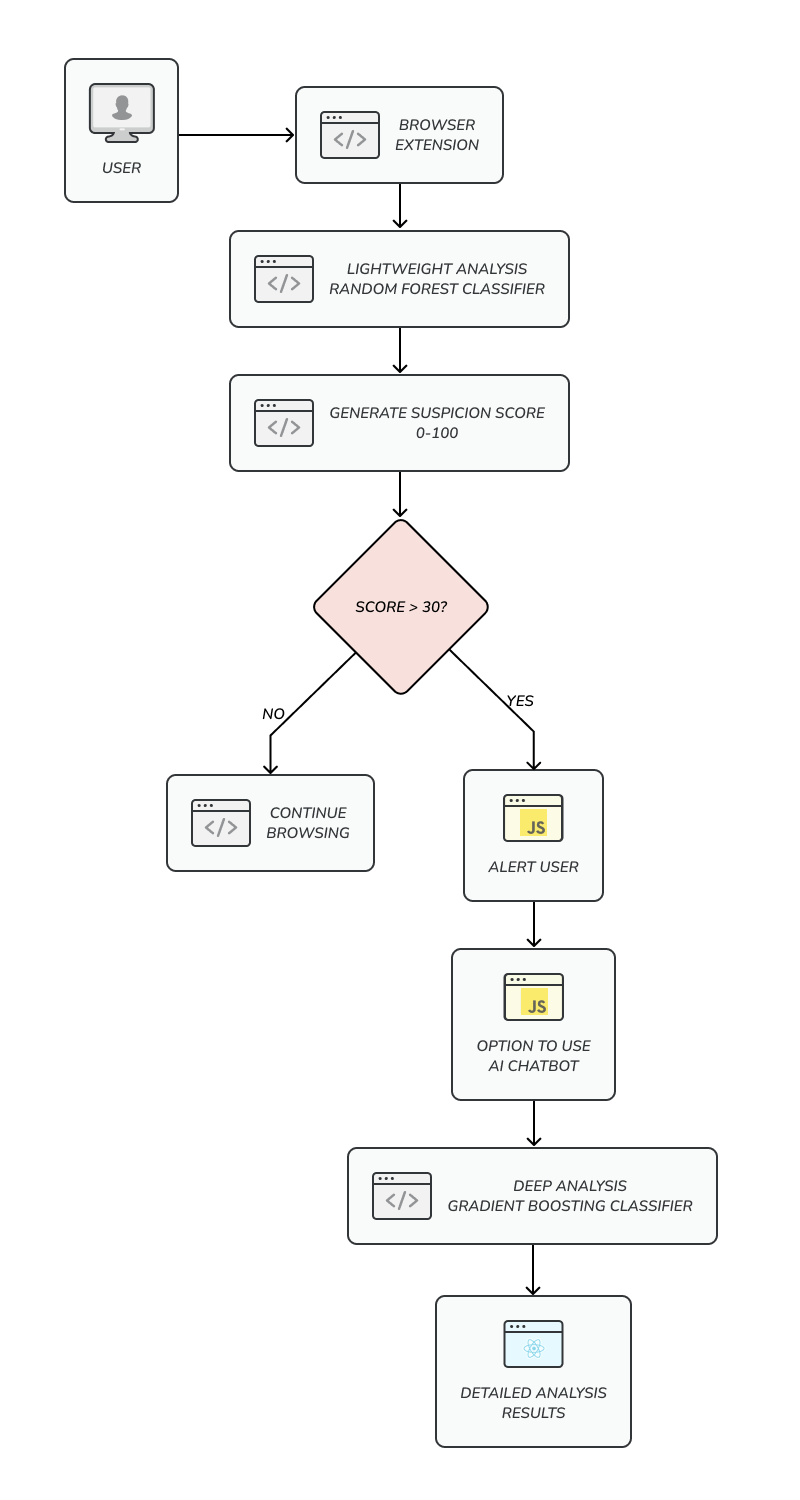 USER
BROWSER
EXTENSION
</>
LIGHTWEIGHT ANALYSIS
RANDOM FOREST CLASSIFIER
</>
GENERATE SUSPICION SCORE
0-100
</>
SCORE > 30?
NO
YES
CONTINUE
BROWSING
</>
JS
ALERT USER
JS
OPTION TO USE
AI CHATBOT
DEEP ANALYSIS
GRADIENT BOOSTING CLASSIFIER
</>
DETAILED ANALYSIS
RESULTS